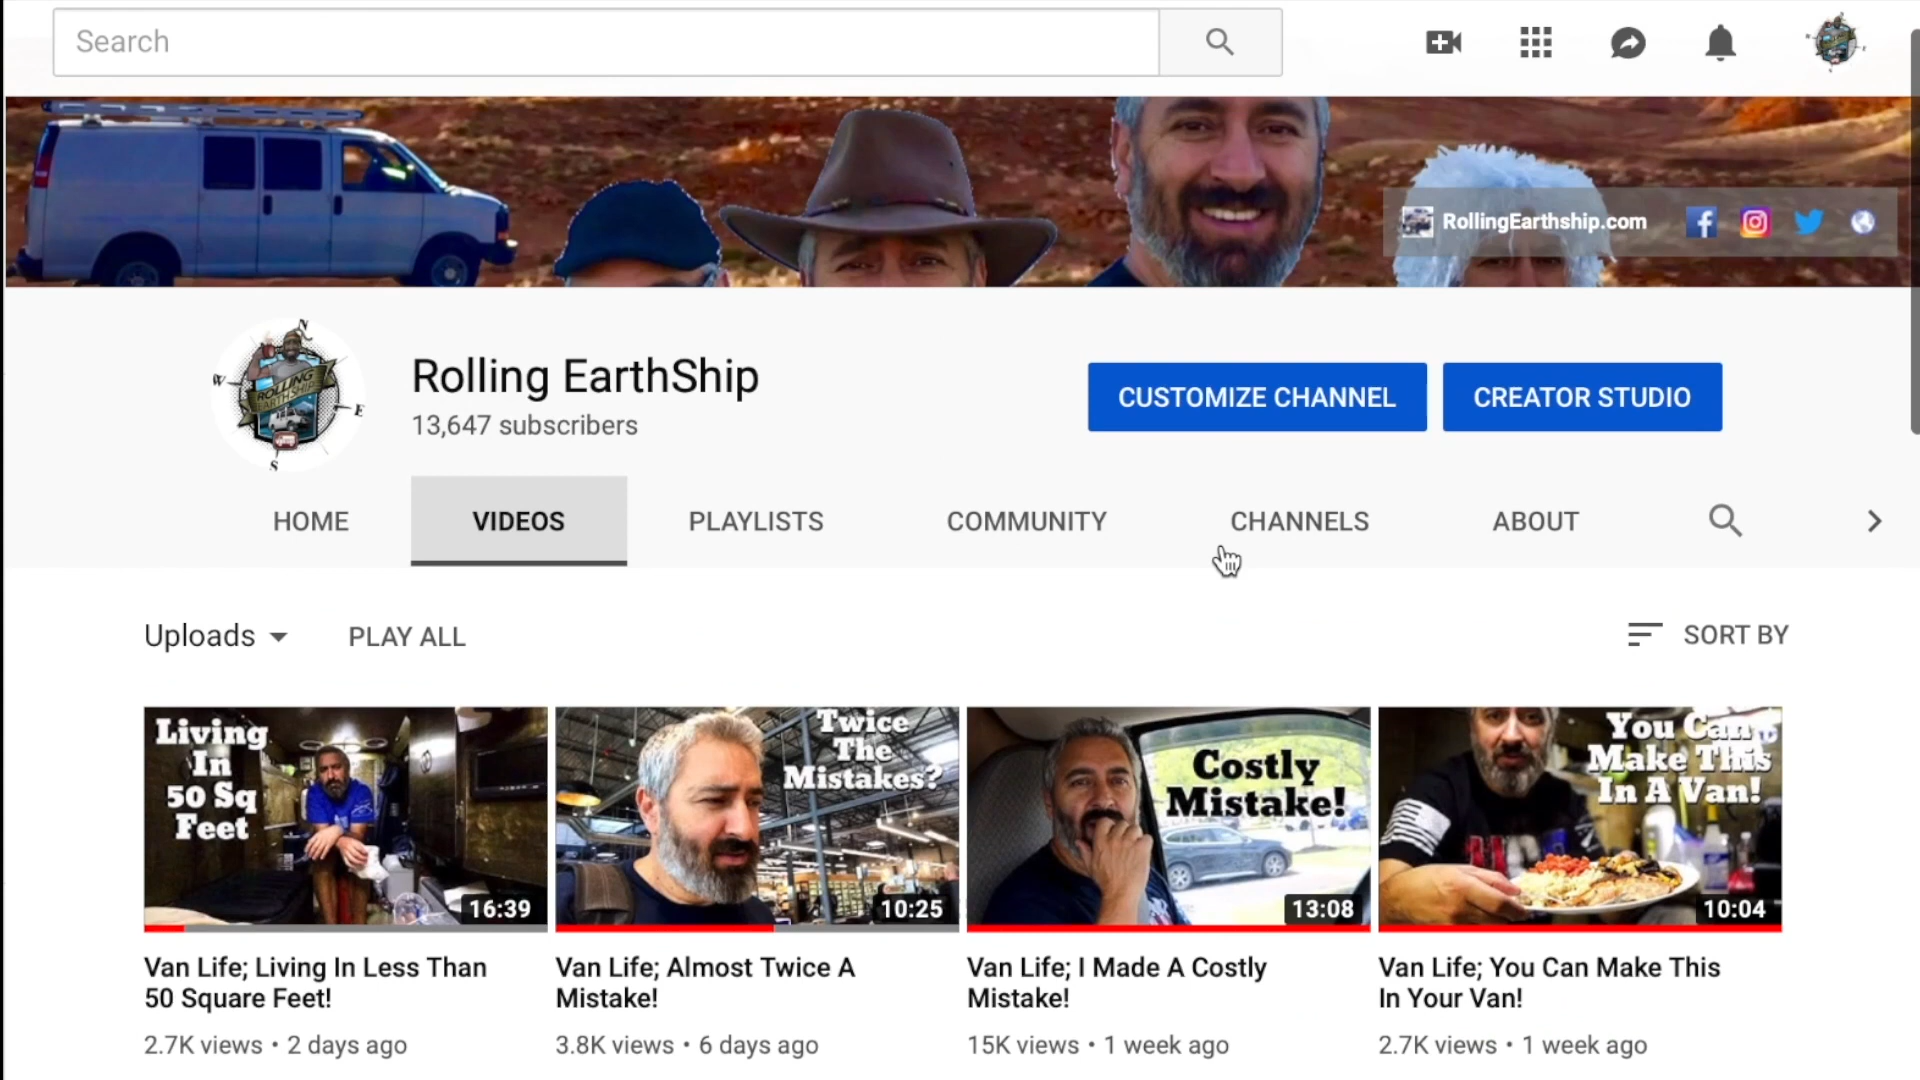 Search
RollingEarthship.com
N
W
ROLLING
EARTHSHIP
E
S
Rolling EarthShip
13,647 subscribers
CUSTOMIZE CHANNEL
CREATOR STUDIO
HOME
VIDEOS
PLAYLISTS
COMMUNITY
CHANNELS
ABOUT
Uploads
PLAY ALL
SORT BY
Living
In
50 Sq
Feet
16:39
Twice
The
Mistakes?
10:25
Costly
Mistake!
13:08
You Can
Make This
In A Van!
10:04
Van Life; Living In Less Than
50 Square Feet!
2.7K views • 2 days ago
Van Life; Almost Twice A
Mistake!
3.8K views • 6 days ago
Van Life; I Made A Costly
Mistake!
15K views • 1 week ago
Van Life; You Can Make This
In Your Van!
2.7K views • 1 week ago